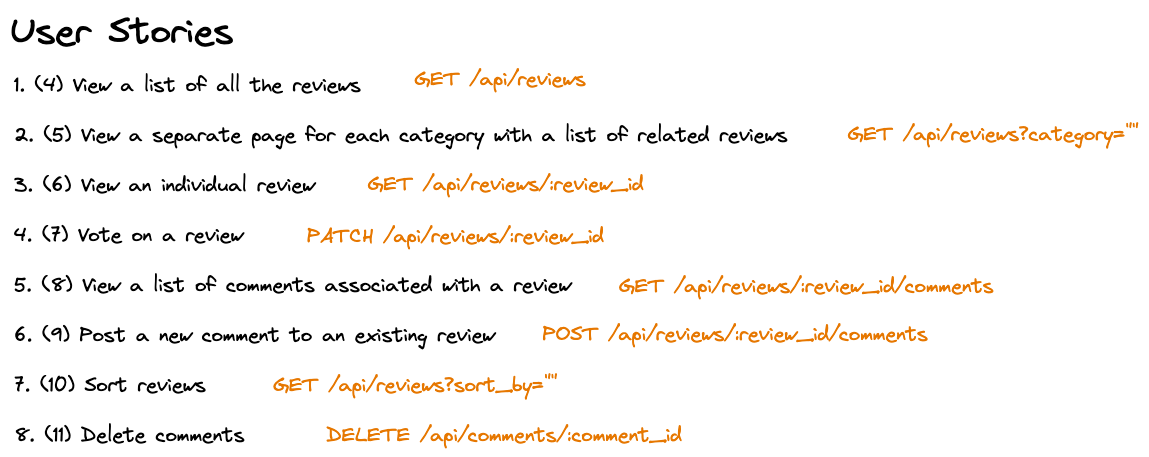 User Stories
1. (4) View a list of all the reviews GET /api/reviews
2. (5) View a separate page for each category with a list of related reviews GET /api/reviews?category=""
3. (6) View an individual review GET /api/reviews/:review_id
4. (7) Vote on a review PATCH /api/reviews/:review_id
5. (8) View a list of comments associated with a review GET /api/reviews/:review_id/comments
6. (9) Post a new comment to an existing review POST /api/reviews/:review_id/comments
7. (10) Sort reviews GET /api/reviews?sort_by=""
8. (11) Delete comments DELETE /api/comments/:comment_id